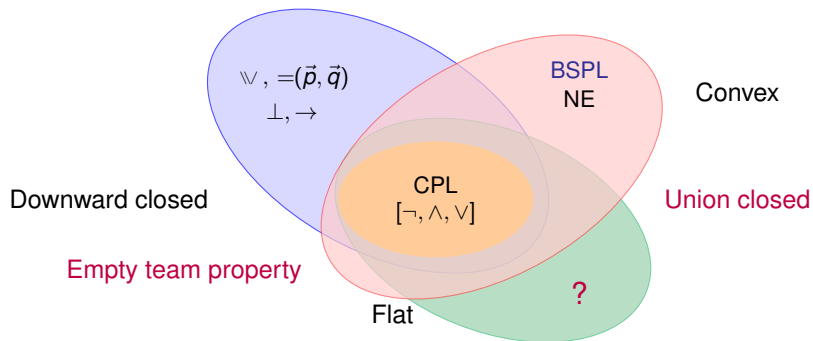 ⩔, =(p⃗, q⃗)
⊥, →
BSPL
NE
Convex
CPL
[¬, ∧, ∨]
Downward closed
Union closed
Empty team property
?
Flat